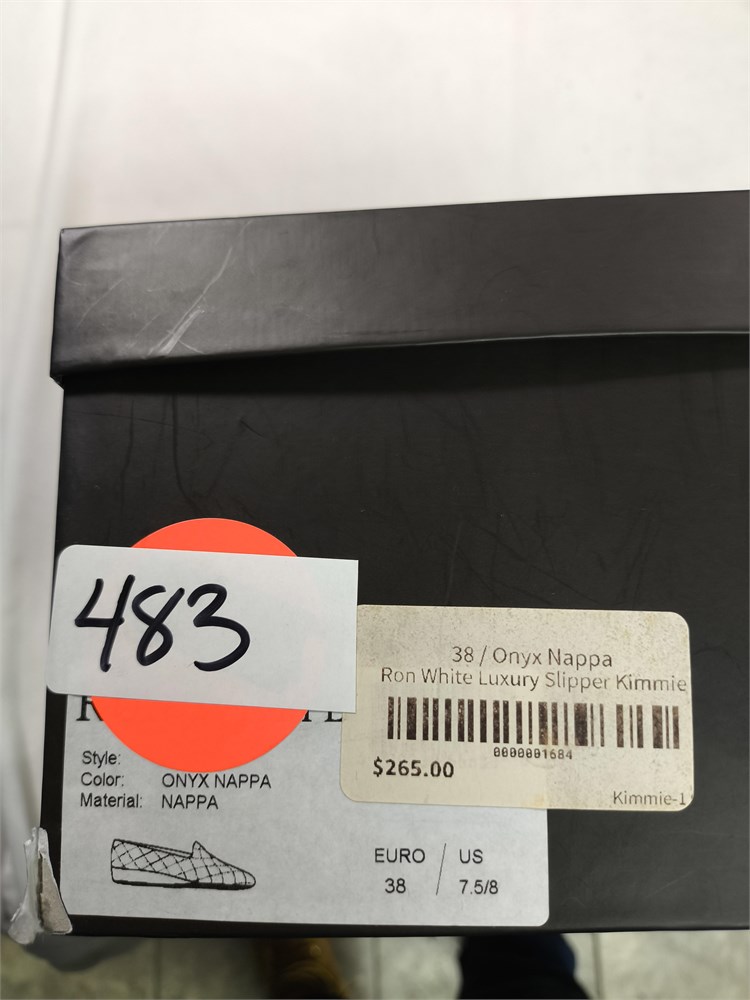 483
38 / Onyx Nappa
Ron White Luxury Slipper Kimmie
0000001684
$265.00
Kimmie-1
Style:
Color: ONYX NAPPA
Material: NAPPA
EURO / US
38 / 7.5/8